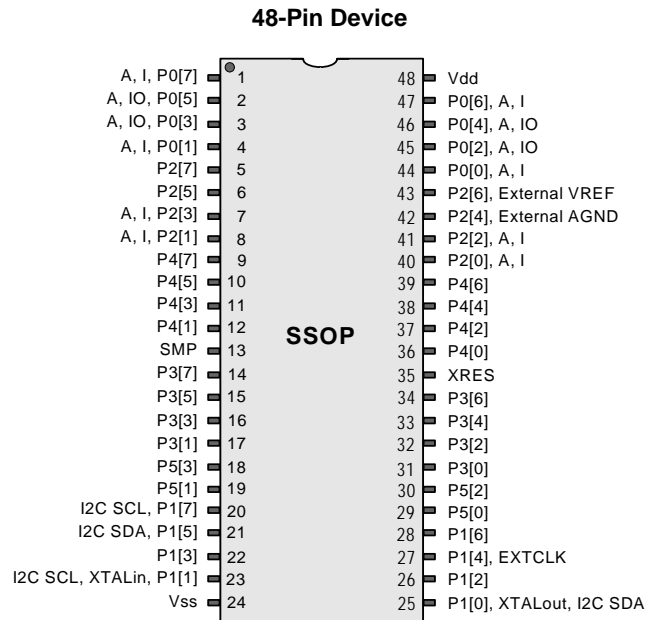 48-Pin Device
A, I, P0[7] 1 48 Vdd
A, IO, P0[5] 2 47 P0[6], A, I
A, IO, P0[3] 3 46 P0[4], A, IO
A, I, P0[1] 4 45 P0[2], A, IO
P2[7] 5 44 P0[0], A, I
P2[5] 6 43 P2[6], External VREF
A, I, P2[3] 7 42 P2[4], External AGND
A, I, P2[1] 8 41 P2[2], A, I
P4[7] 9 40 P2[0], A, I
P4[5] 10 39 P4[6]
P4[3] 11 38 P4[4]
P4[1] 12 SSOP 37 P4[2]
SMP 13 36 P4[0]
P3[7] 14 35 XRES
P3[5] 15 34 P3[6]
P3[3] 16 33 P3[4]
P3[1] 17 32 P3[2]
P5[3] 18 31 P3[0]
P5[1] 19 30 P5[2]
I2C SCL, P1[7] 20 29 P5[0]
I2C SDA, P1[5] 21 28 P1[6]
P1[3] 22 27 P1[4], EXTCLK
I2C SCL, XTALin, P1[1] 23 26 P1[2]
Vss 24 25 P1[0], XTALout, I2C SDA